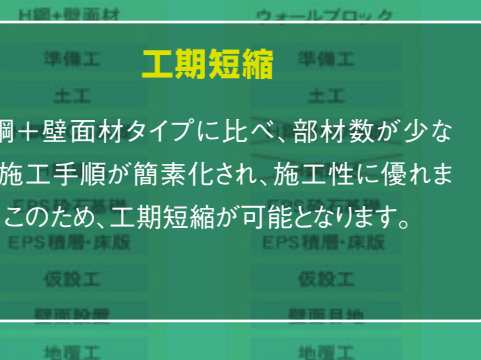 H鋼+壁面材 ウォールブロック
準備工 準備工
工期短縮
土工 土工
鋼＋壁面材タイプに比べ、部材数が少な
施工手順が簡素化され、施工性に優れま
このため、工期短縮が可能となります。
EPS積層・床版 EPS積層・床版
仮設工 仮設工
壁面設置 壁面目地
地覆工 地覆工